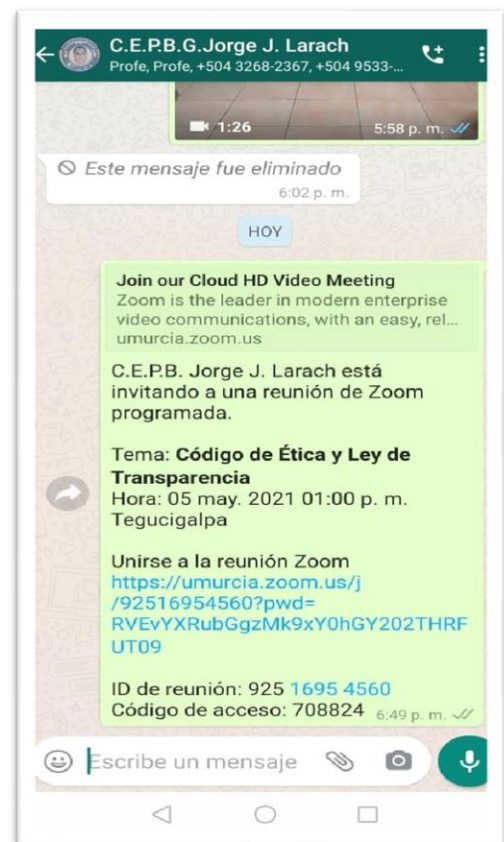 C.E.P.B.G.Jorge J. Larach
Profe, Profe, +504 3268-2367, +504 9533-...
1:26
5:58 p. m.
Este mensaje fue eliminado
6:02 p. m.
HOY
Join our Cloud HD Video Meeting
Zoom is the leader in modern enterprise
video communications, with an easy, rel...
umurcia.zoom.us
C.E.P.B. Jorge J. Larach está
invitando a una reunión de Zoom
programada.
Tema: Código de Ética y Ley de
Transparencia
Hora: 05 may. 2021 01:00 p. m.
Tegucigalpa
Unirse a la reunión Zoom
https://umurcia.zoom.us/j
/92516954560?pwd=
RVEvYXRubGgzMk9xY0hGY202THRF
UT09
ID de reunión: 925 1695 4560
Código de acceso: 708824
6:49 p. m.
Escribe un mensaje